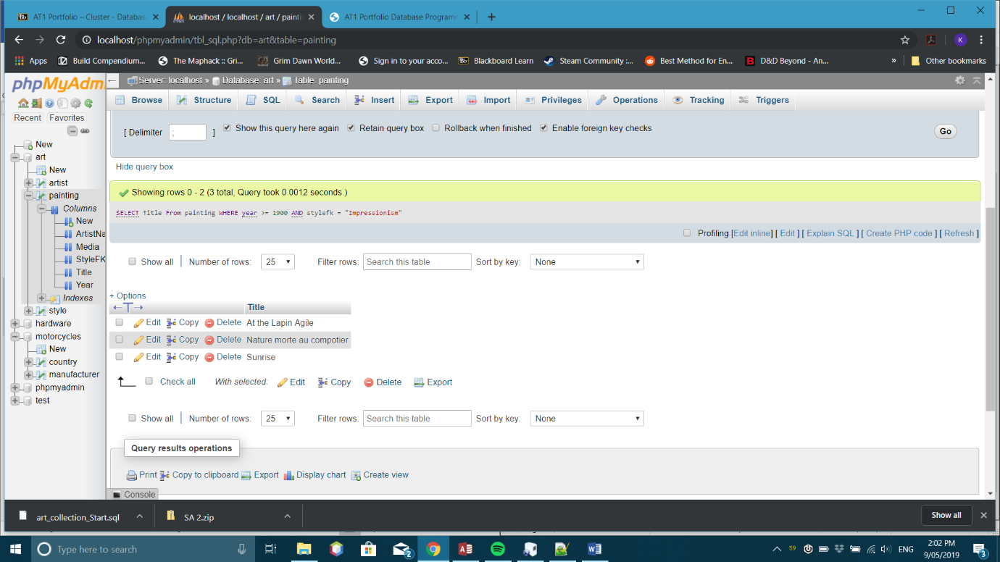 AT1 Portfolio – Cluster - Databas
localhost / localhost / art / painti
AT1 Portfolio Database Program
localhost/phpmyadmin/tbl_sql.php?db=art&table=painting
K
Apps
Build Compendium...
The Maphack :: Gri...
Grim Dawn World...
Sign in to your acco...
Bb
Blackboard Learn
Steam Community :...
Best Method for En...
D&D Beyond - An...
»
Other bookmarks
phpMyAdm
Server: localhost » Database: art » Table: painting
Browse
Structure
SQL
Search
Insert
Export
Import
Privileges
Operations
Tracking
Triggers
Recent
Favorites
New
art
New
artist
painting
Columns
New
ArtistNa
Media
StyleFK
Title
Year
Indexes
style
hardware
motorcycles
New
country
manufacturer
phpmyadmin
test
[ Delimiter ; ]
Show this query here again
Retain query box
Rollback when finished
Enable foreign key checks
Go
Hide query box
Showing rows 0 - 2 (3 total, Query took 0.0012 seconds.)
SELECT Title From painting WHERE year >= 1900 AND stylefk = "Impressionism"
Profiling [Edit inline] [ Edit ] [ Explain SQL ] [ Create PHP code ] [ Refresh ]
Show all
Number of rows: 25
Filter rows: Search this table
Sort by key: None
+ Options
←T→ Title
Edit Copy Delete At the Lapin Agile
Edit Copy Delete Nature morte au compotier
Edit Copy Delete Sunrise
Check all With selected: Edit Copy Delete Export
Show all
Number of rows: 25
Filter rows: Search this table
Sort by key: None
Query results operations
Print Copy to clipboard Export Display chart Create view
Console
art_collection_Start.sql
SA 2.zip
Show all
Type here to search
2
59
ENG
2:02 PM
9/05/2019
3